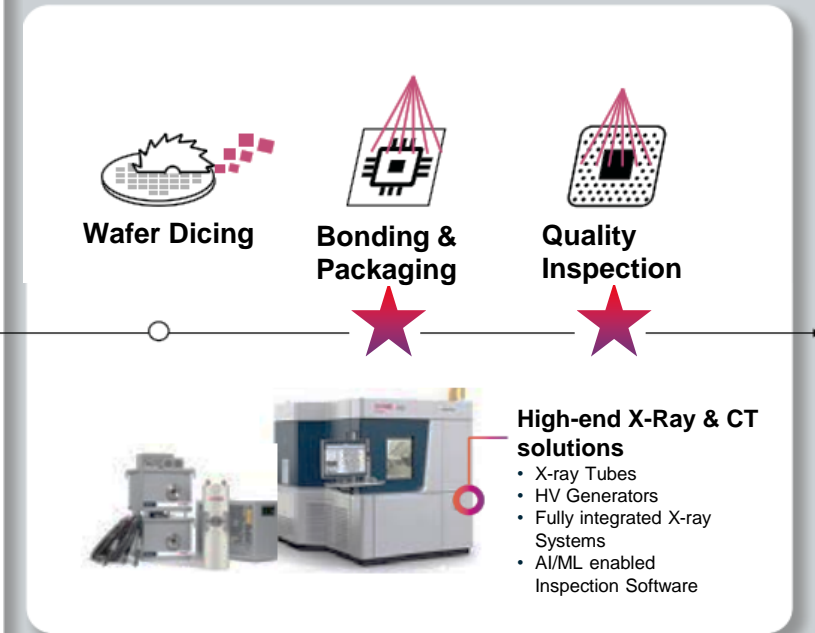 Wafer Dicing
Bonding &
Packaging
Quality
Inspection
High-end X-Ray & CT
solutions
• X-ray Tubes
• HV Generators
• Fully integrated X-ray
Systems
• AI/ML enabled
Inspection Software